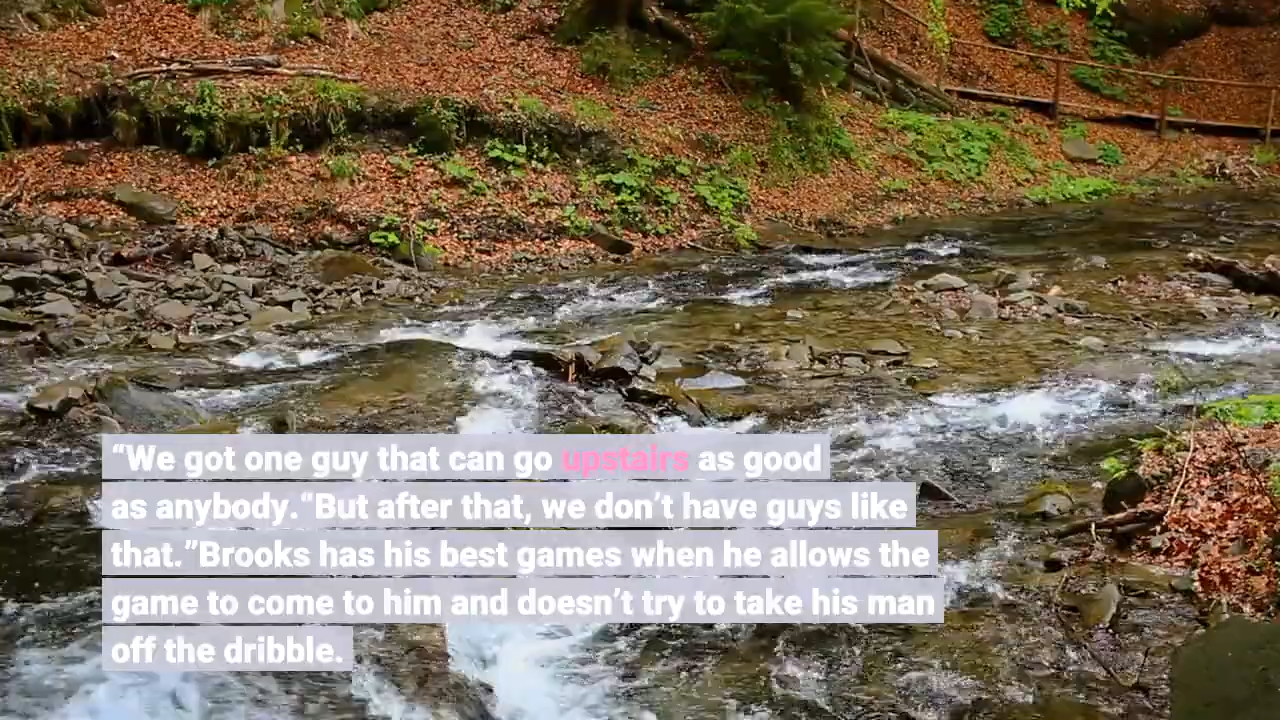 “We got one guy that can go upstairs as good
as anybody.“But after that, we don’t have guys like
that.”Brooks has his best games when he allows the
game to come to him and doesn’t try to take his man
off the dribble.